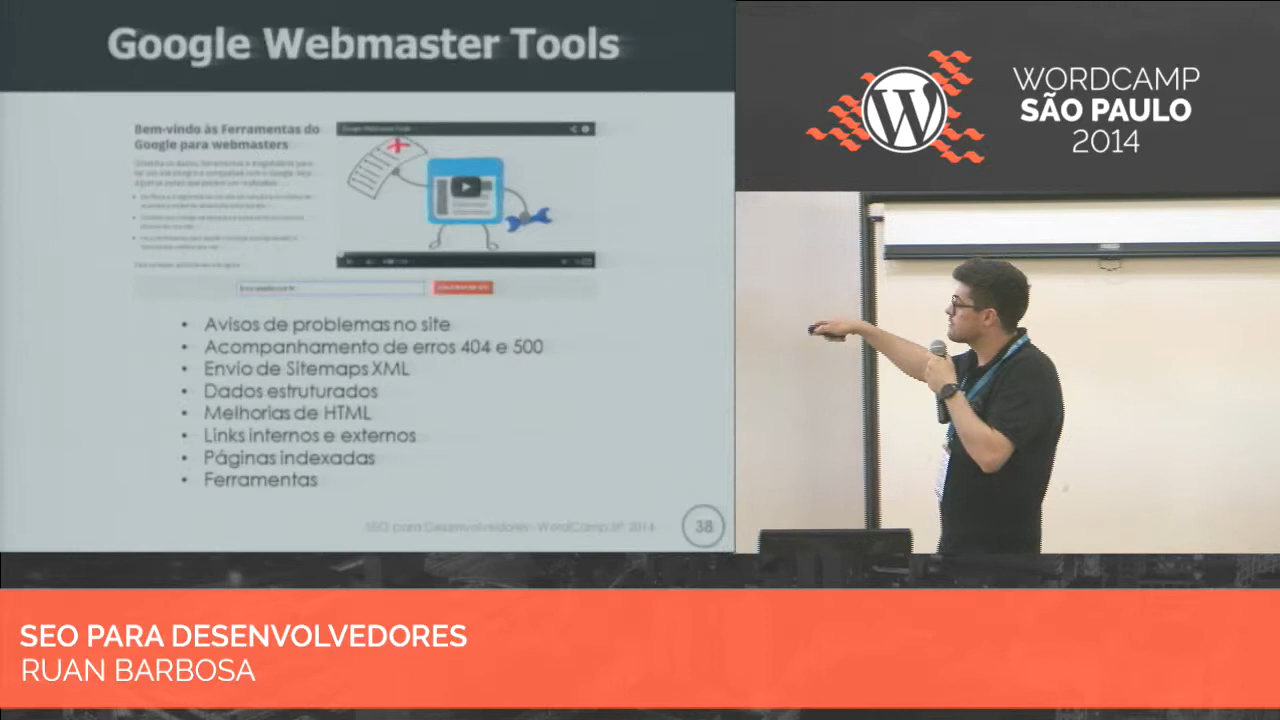 Google Webmaster Tools
Bem-vindo às Ferramentas do
Google para webmasters
• Avisos de problemas no site
• Acompanhamento de erros 404 e 500
• Envio de Sitemaps XML
• Dados estruturados
• Melhorias de HTML
• Links internos e externos
• Páginas indexadas
• Ferramentas
SEO para Desenvolvedores - WordCamp SP 2014
38
WORDCAMP
SÃO PAULO
2014
SEO PARA DESENVOLVEDORES
RUAN BARBOSA